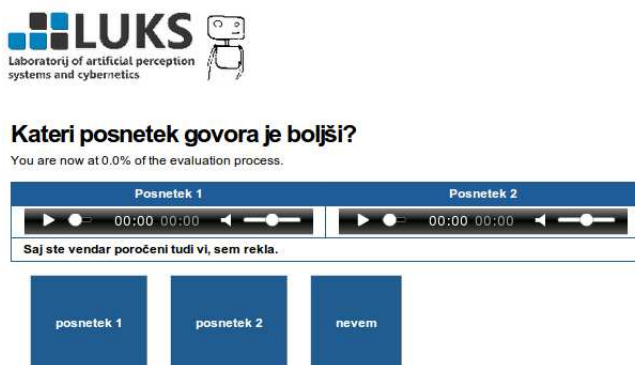 LUKS
Laboratorij of artificial perception
systems and cybernetics
Kateri posnetek govora je boljši?
You are now at 0.0% of the evaluation process.
Posnetek 1 Posnetek 2
00:00 00:00 00:00 00:00
Saj ste vendar poročeni tudi vi, sem rekla.
posnetek 1 posnetek 2 nevem